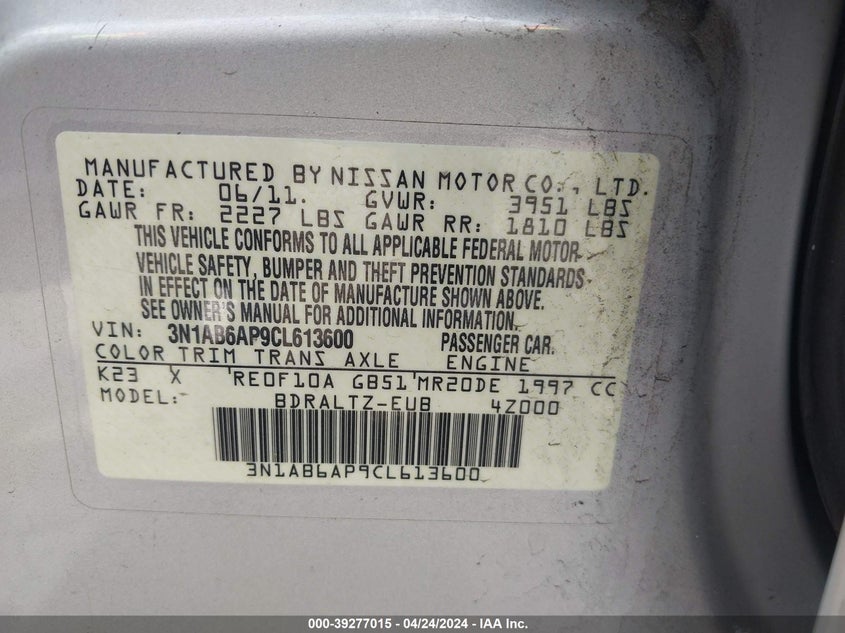 MANUFACTURED BY NISSAN MOTOR CO., LTD.
DATE: 06/11. GVWR: 3951 LBS
GAWR FR: 2227 LBS GAWR RR: 1810 LBS
THIS VEHICLE CONFORMS TO ALL APPLICABLE FEDERAL MOTOR
VEHICLE SAFETY, BUMPER AND THEFT PREVENTION STANDARDS
IN EFFECT ON THE DATE OF MANUFACTURE SHOWN ABOVE.
SEE OWNER'S MANUAL FOR ADDITIONAL INFORMATION.
VIN: 3N1AB6AP9CL613600 PASSENGER CAR.
COLOR TRIM TRANS AXLE ENGINE
K23 X RE0F10A GB51 MR20DE 1997 CC
MODEL: BDRALTZ-EUB 4Z000
3N1AB6AP9CL613600
000-39277015 / 04/24/2024 - IAA Inc.